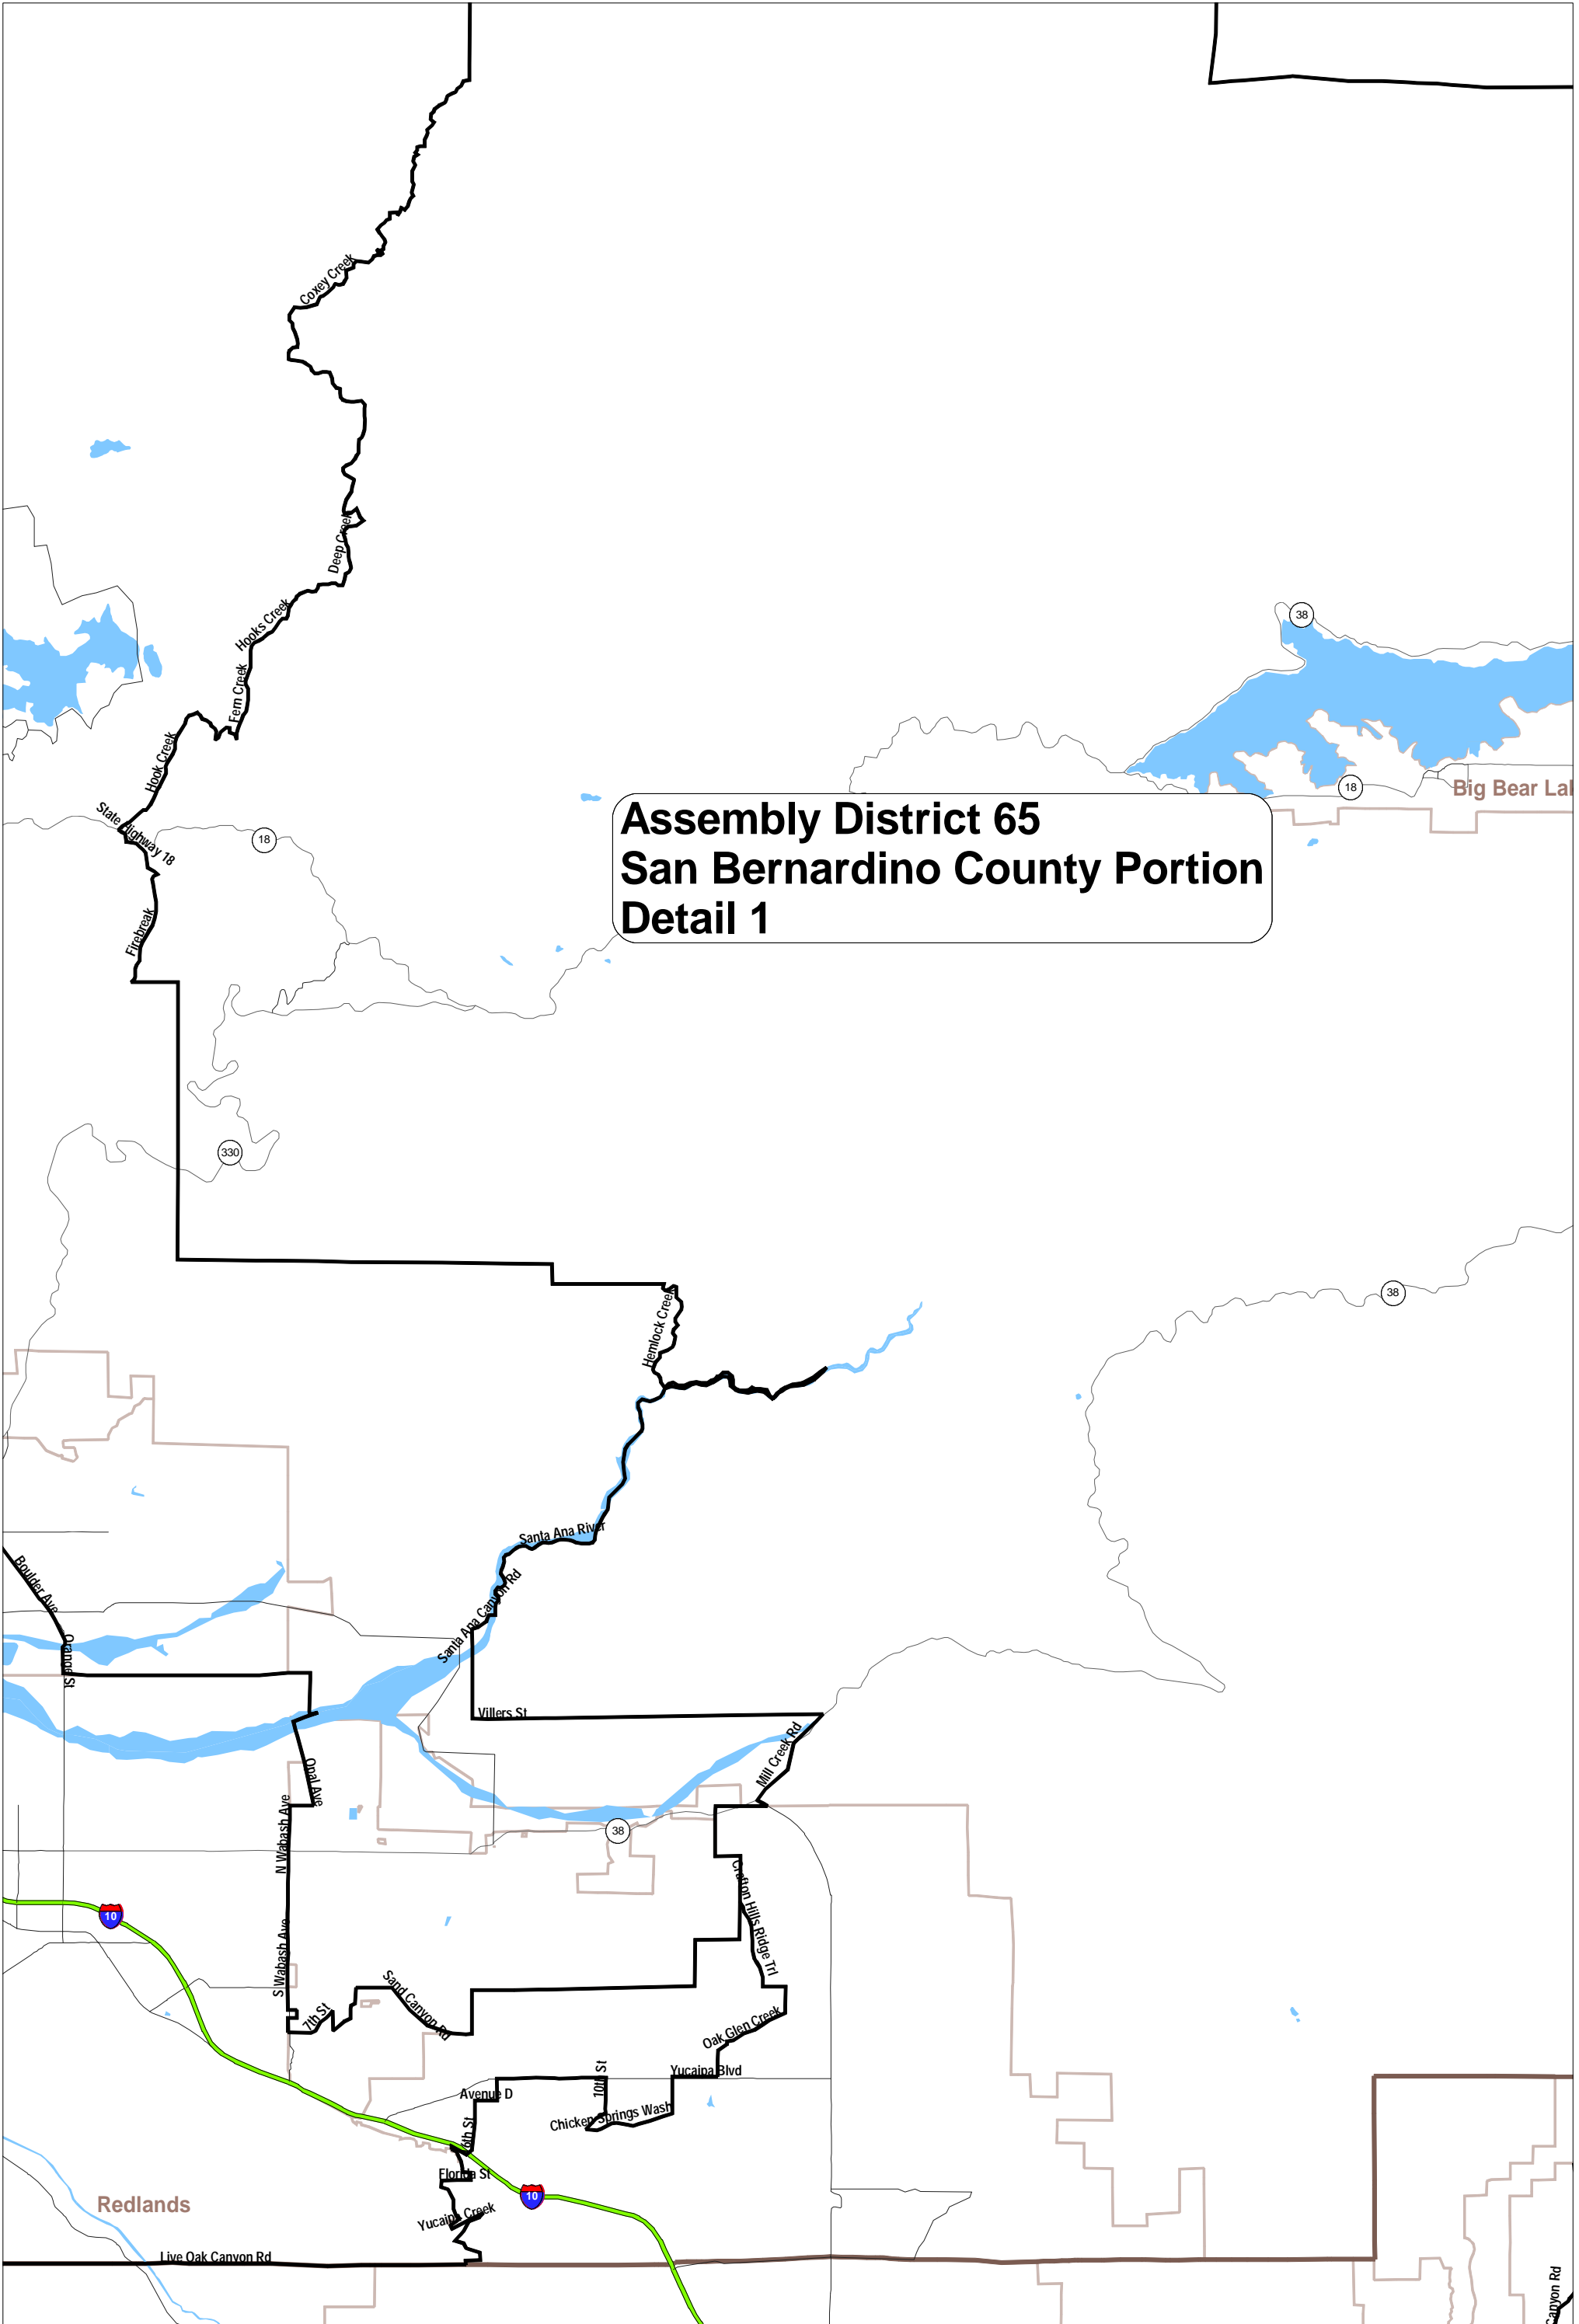 Coxey Creek
Deep Creek
Hooks Creek
38
Fern Creek
Hook Creek
18
Big Bear Lak
State Highway 18
18
Assembly District 65
San Bernardino County Portion
Detail 1
Firebreak
330
38
Hemlock Creek
Santa Ana River
Boulder Ave
Santa Ana Canyon Rd
Orange St
Villers St
Mill Creek Rd
Opal Ave
N Wabash Ave
38
Crafton Hills Ridge Trl
10
S Wabash Ave
Sand Canyon Rd
7th St
Oak Glen Creek
Yucaipa Blvd
10th St
Avenue D
Chicken Springs Wash
6th St
Florida St
10
Redlands
Yucaipa Creek
Live Oak Canyon Rd
Canyon Rd